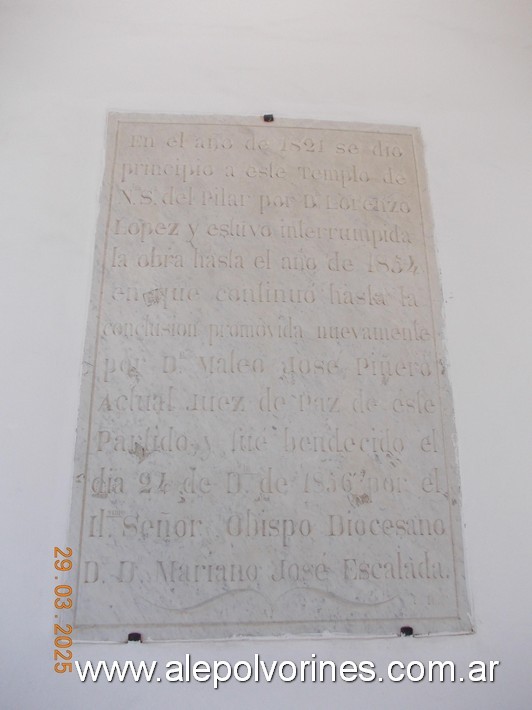 En el año de 1821 se dio
principio a este Templo de
N.S. del Pilar por D. Lorenzo
Lopez y estuvo interrumpida
la obra hasta el año de 1854
en que continuó hasta la
conclusion promovida nuevamente
por Dn. Mateo Jose Piñero
Actual Juez de Paz de este
Partido y fue bendecido el
dia 24 de D. de 1856 por el
Il. Señor Obispo Diocesano
D. Dr. Mariano Jose Escalada.
29.03.2025
www.alepolvorines.com.ar